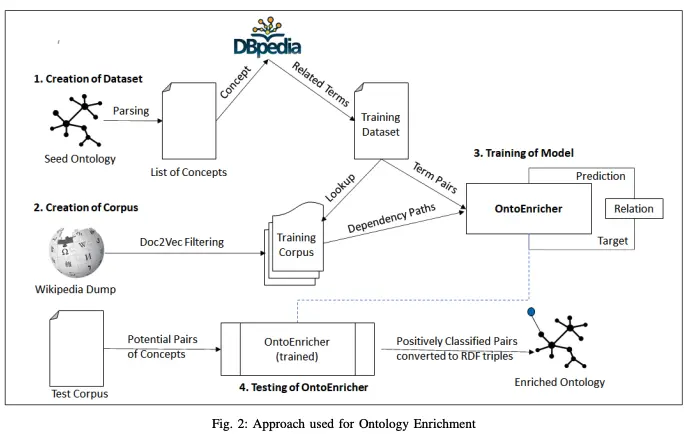 DBpedia
1. Creation of Dataset
Parsing
Concept
Related Terms
Training
Dataset
Seed Ontology
List of Concepts
3. Training of Model
Lookup
Term Pairs
Prediction
OntoEnricher
Relation
Target
2. Creation of Corpus
Doc2Vec Filtering
Training
Corpus
Dependency Paths
Wikipedia Dump
Potential Pairs
of Concepts
OntoEnricher
(trained)
Positively Classified Pairs
converted to RDF triples
4. Testing of OntoEnricher
Test Corpus
Enriched Ontology
Fig. 2: Approach used for Ontology Enrichment